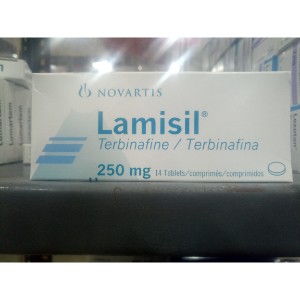 NOVARTIS
Lamisil®
Terbinafine / Terbinafina
250 mg 14 Tablets/comprimés/comprimidos